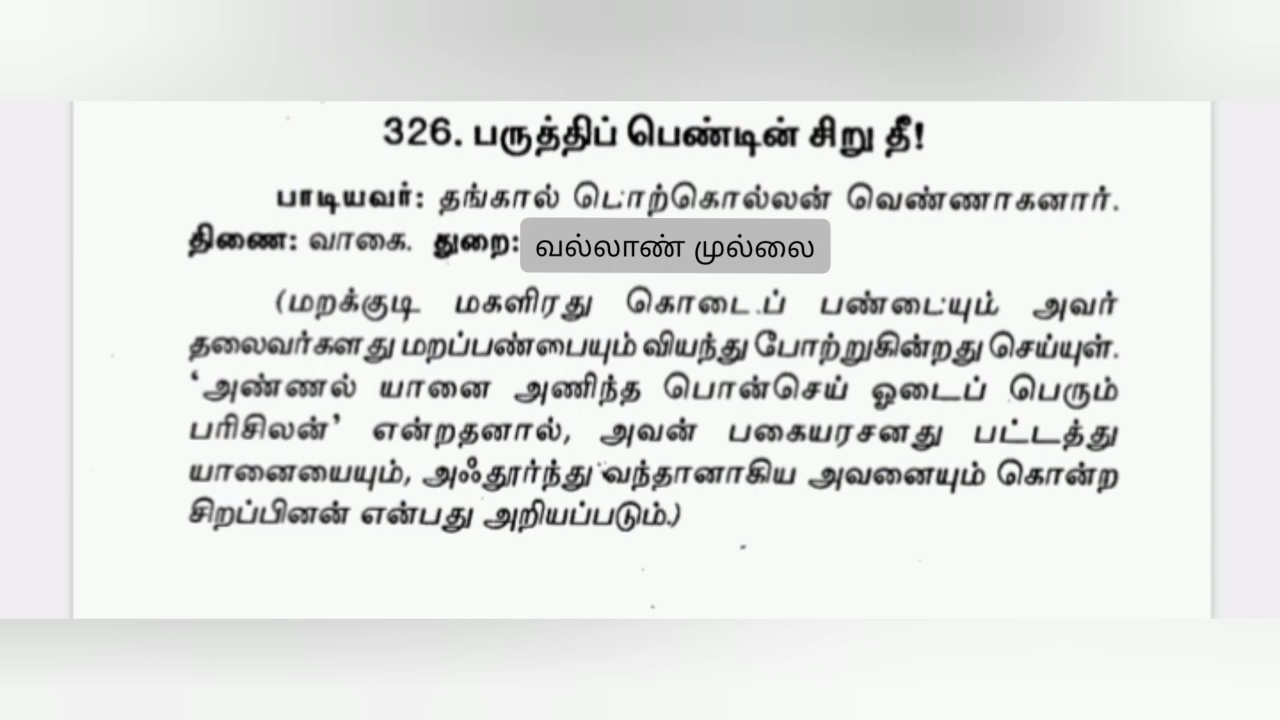 326. பருத்திப் பெண்டின் சிறு தீ!
பாடியவர்: தங்கால் பொற்கொல்லன் வெண்ணாகனார்.
திணை: வாகை. துறை: வல்லாண் முல்லை
(மறக்குடி மகளிரது கொடைப் பண்பையும் அவர்
தலைவர்களது மறப்பண்பையும் வியந்து போற்றுகின்றது செய்யுள்.
‘அண்ணல் யானை அணிந்த பொன்செய் ஓடைப் பெரும்
பரிசிலன்’ என்றதனால், அவன் பகையரசனது பட்டத்து
யானையையும், அஃதூர்ந்து வந்தானாகிய அவனையும் கொன்ற
சிறப்பினன் என்பது அறியப்படும்.)